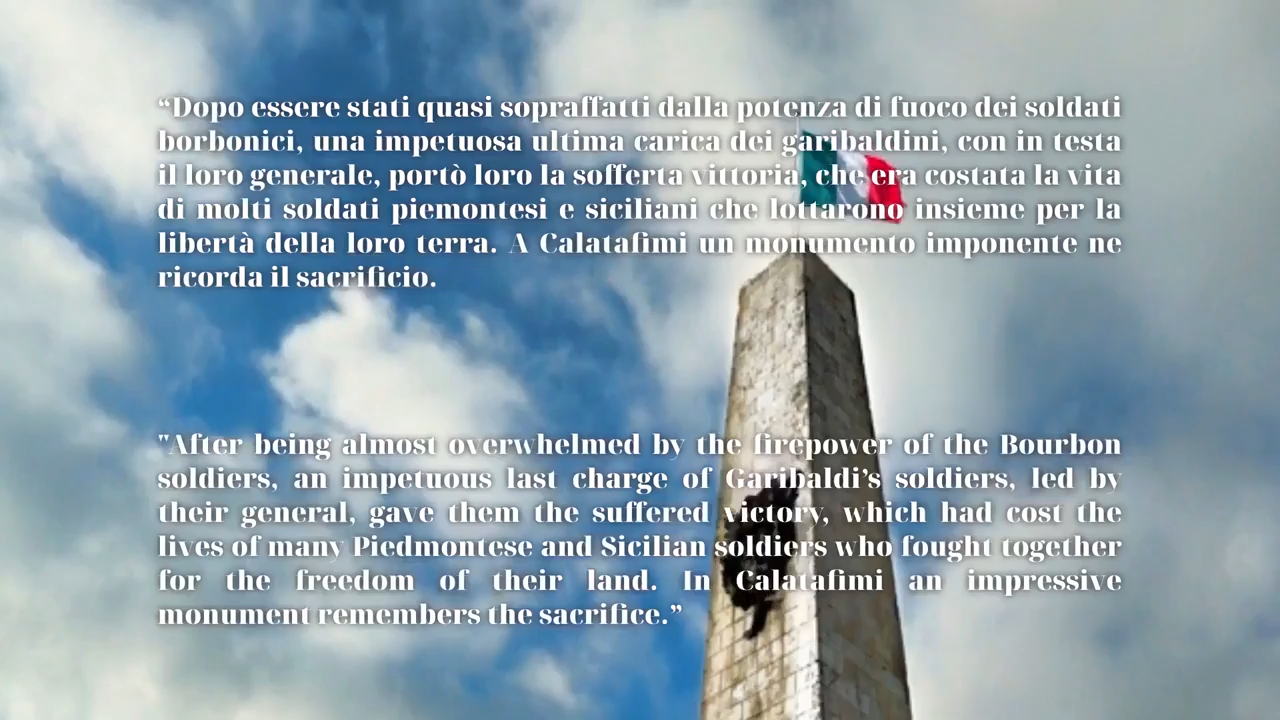 “Dopo essere stati quasi sopraffatti dalla potenza di fuoco dei soldati
borbonici, una impetuosa ultima carica dei garibaldini, con in testa
il loro generale, portò loro la sofferta vittoria, che era costata la vita
di molti soldati piemontesi e siciliani che lottarono insieme per la
libertà della loro terra. A Calatafimi un monumento imponente ne
ricorda il sacrificio.
"After being almost overwhelmed by the firepower of the Bourbon
soldiers, an impetuous last charge of Garibaldi’s soldiers, led by
their general, gave them the suffered victory, which had cost the
lives of many Piedmontese and Sicilian soldiers who fought together
for the freedom of their land. In Calatafimi an impressive
monument remembers the sacrifice.”